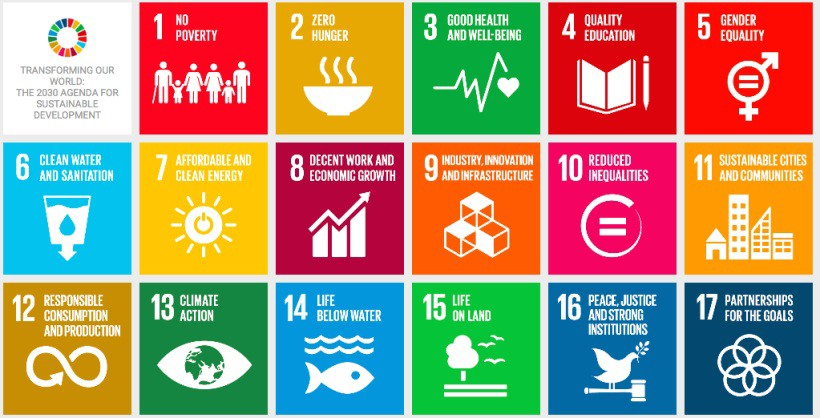 TRANSFORMING OUR
WORLD:
THE 2030 AGENDA FOR
SUSTAINABLE
DEVELOPMENT
1 NO
POVERTY
2 ZERO
HUNGER
3 GOOD HEALTH
AND WELL-BEING
4 QUALITY
EDUCATION
5 GENDER
EQUALITY
6 CLEAN WATER
AND SANITATION
7 AFFORDABLE AND
CLEAN ENERGY
8 DECENT WORK AND
ECONOMIC GROWTH
9 INDUSTRY, INNOVATION
AND INFRASTRUCTURE
10 REDUCED
INEQUALITIES
11 SUSTAINABLE CITIES
AND COMMUNITIES
12 RESPONSIBLE
CONSUMPTION
AND PRODUCTION
13 CLIMATE
ACTION
14 LIFE
BELOW WATER
15 LIFE
ON LAND
16 PEACE, JUSTICE
AND STRONG
INSTITUTIONS
17 PARTNERSHIPS
FOR THE GOALS